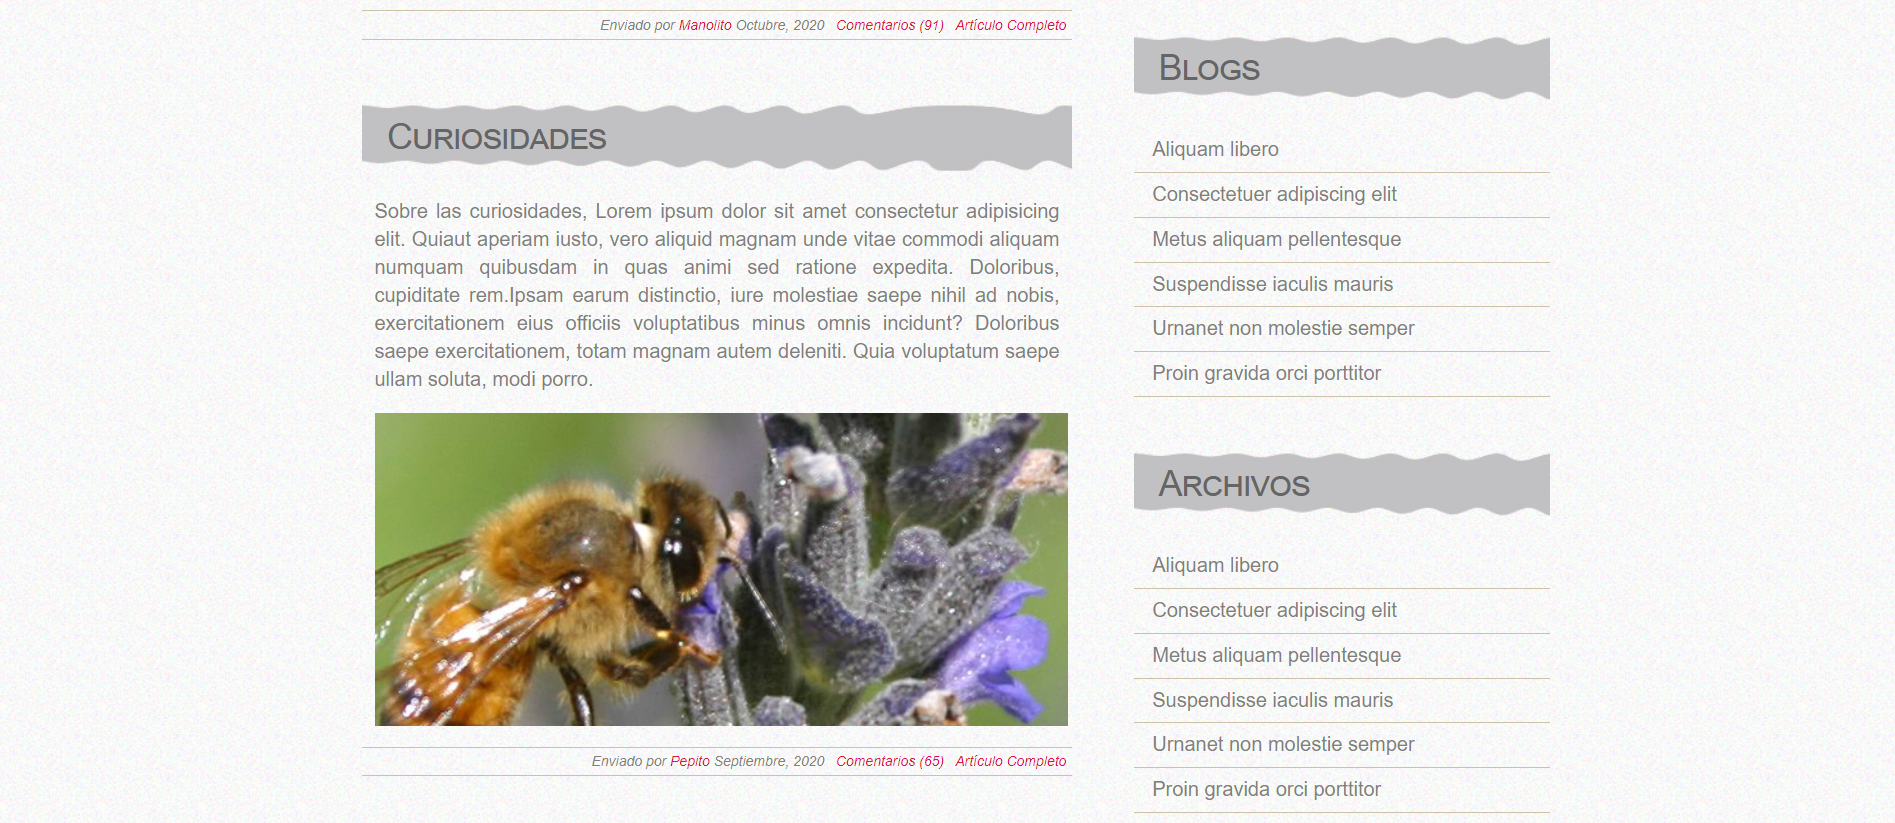 Enviado por Manolito Octubre, 2020 Comentarios (91) Artículo Completo
Curiosidades
Sobre las curiosidades, Lorem ipsum dolor sit amet consectetur adipisicing
elit. Quiaut aperiam iusto, vero aliquid magnam unde vitae commodi aliquam
numquam quibusdam in quas animi sed ratione expedita. Doloribus,
cupiditate rem.Ipsam earum distinctio, iure molestiae saepe nihil ad nobis,
exercitationem eius officiis voluptatibus minus omnis incidunt? Doloribus
saepe exercitationem, totam magnam autem deleniti. Quia voluptatum saepe
ullam soluta, modi porro.
Enviado por Pepito Septiembre, 2020 Comentarios (65) Artículo Completo
Blogs
Aliquam libero
Consectetuer adipiscing elit
Metus aliquam pellentesque
Suspendisse iaculis mauris
Urnanet non molestie semper
Proin gravida orci porttitor
Archivos
Aliquam libero
Consectetuer adipiscing elit
Metus aliquam pellentesque
Suspendisse iaculis mauris
Urnanet non molestie semper
Proin gravida orci porttitor